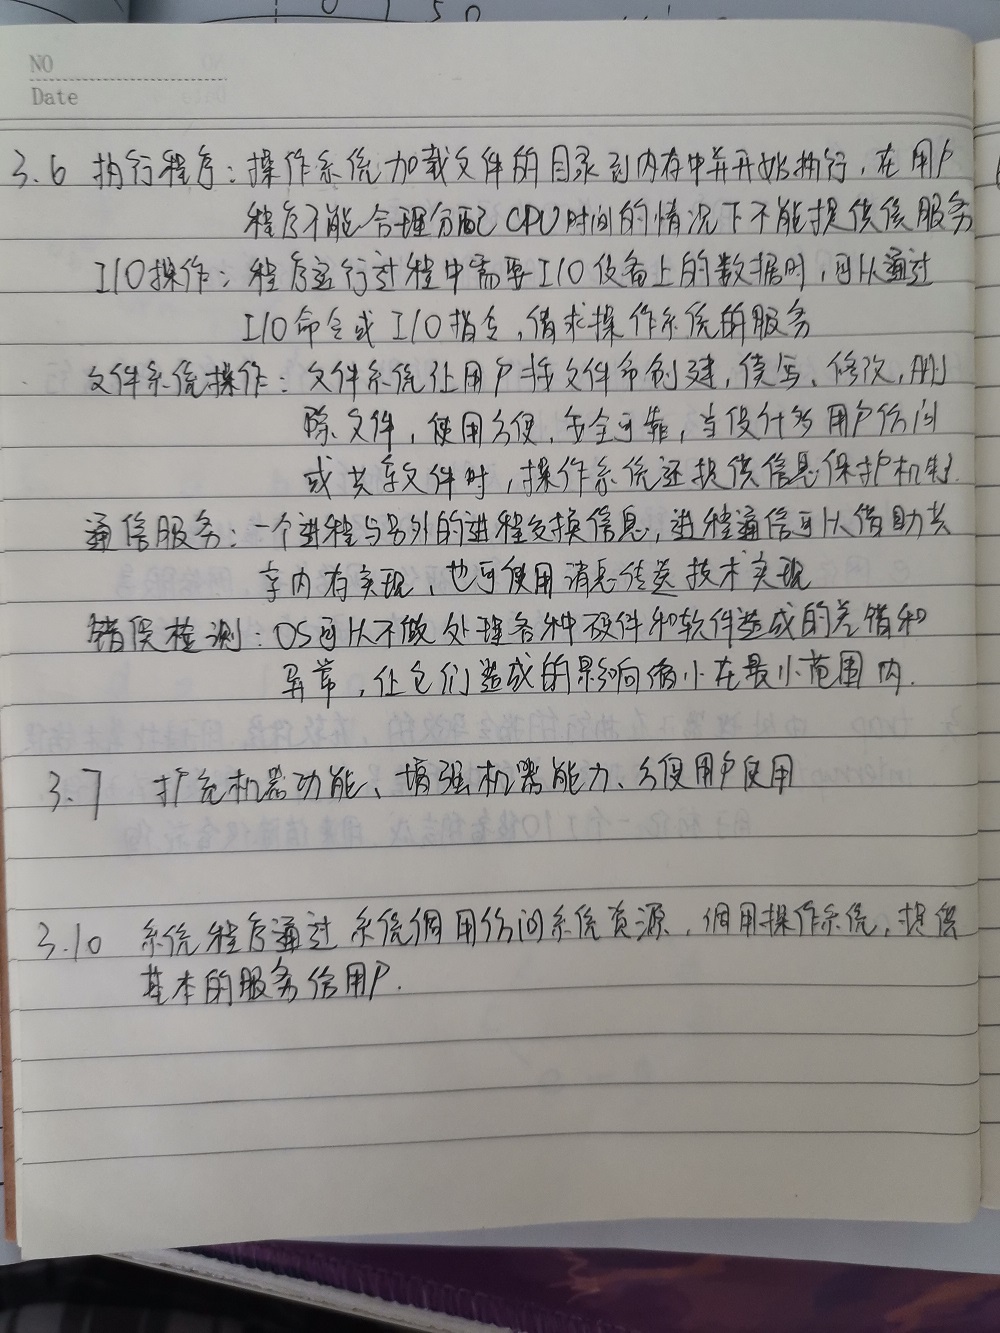 NO
Date
3.6 执行程序：操作系统加载文件的目录到内存中并开始执行，在用户
程序不能合理分配CPU时间的情况下不能提供该服务
I/O操作：程序运行过程中需要I/O设备上的数据时，可以通过
I/O命令或I/O指令，请求操作系统的服务
文件系统操作：文件系统让用户按文件名创建，读写、修改，删
除文件，使用方便，安全可靠，当设计多用户访问
或共享文件时，操作系统还提供信息保护机制.
通信服务：一个进程与另外的进程交换信息，进程通信可以借助共
享内存实现，也可使用消息传送技术实现
错误检测：OS可以不做处理各种硬件和软件造成的差错和
异常，让它们造成的影响缩小在最小范围内.
3.7 扩充机器功能、增强机器能力、方便用户使用
3.10 系统程序通过系统调用访问系统资源，调用操作系统，提供
基本的服务给用户.